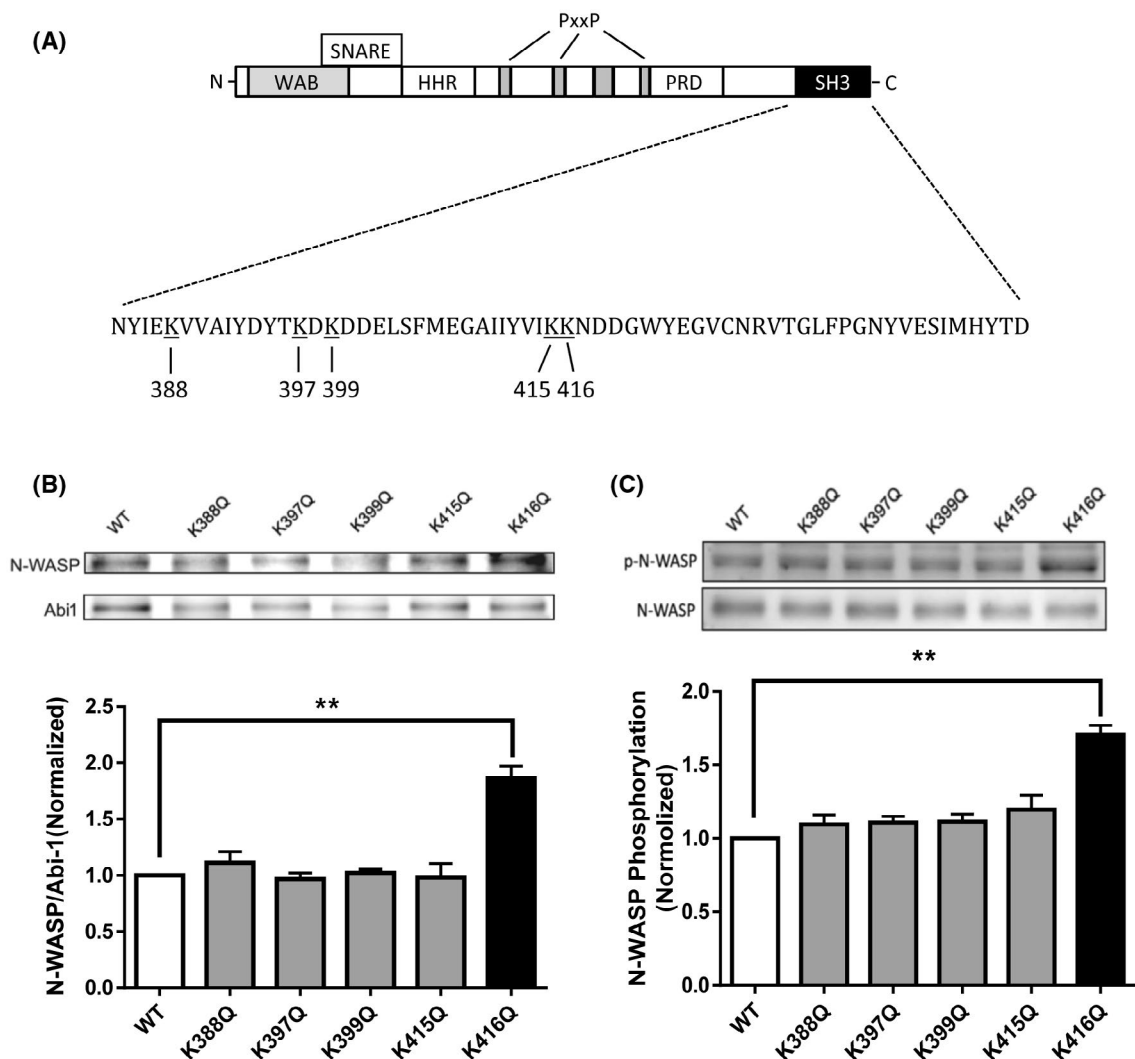 (A)
PxxP
SNARE
N
WAB
HHR
PRD
SH3
C
NYIEKVVAIYDYTKDKDDELSFMEGAIIYVIKKNDDGWYEGVCNRVTGLFPGNYVESIMHYTD
388
397
399
415
416
(B)
WT
K388Q
K397Q
K399Q
K415Q
K416Q
N-WASP
Abi1
N-WASP/Abi-1(Normalized)
2.5
2.0
1.5
1.0
0.5
0.0
**
WT
K388Q
K397Q
K399Q
K415Q
K416Q
(C)
WT
K388Q
K397Q
K399Q
K415Q
K416Q
p-N-WASP
N-WASP
N-WASP Phosphorylation
(Normolized)
2.0
1.5
1.0
0.5
0.0
**
WT
K388Q
K397Q
K399Q
K415Q
K416Q